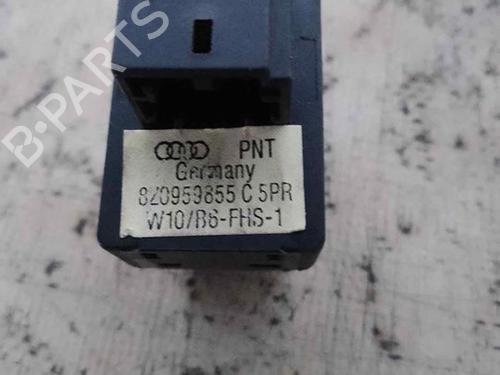 B-PARTS
PNT
Germany
8Z0959855 C 5PR
W10/B6-FHS-1